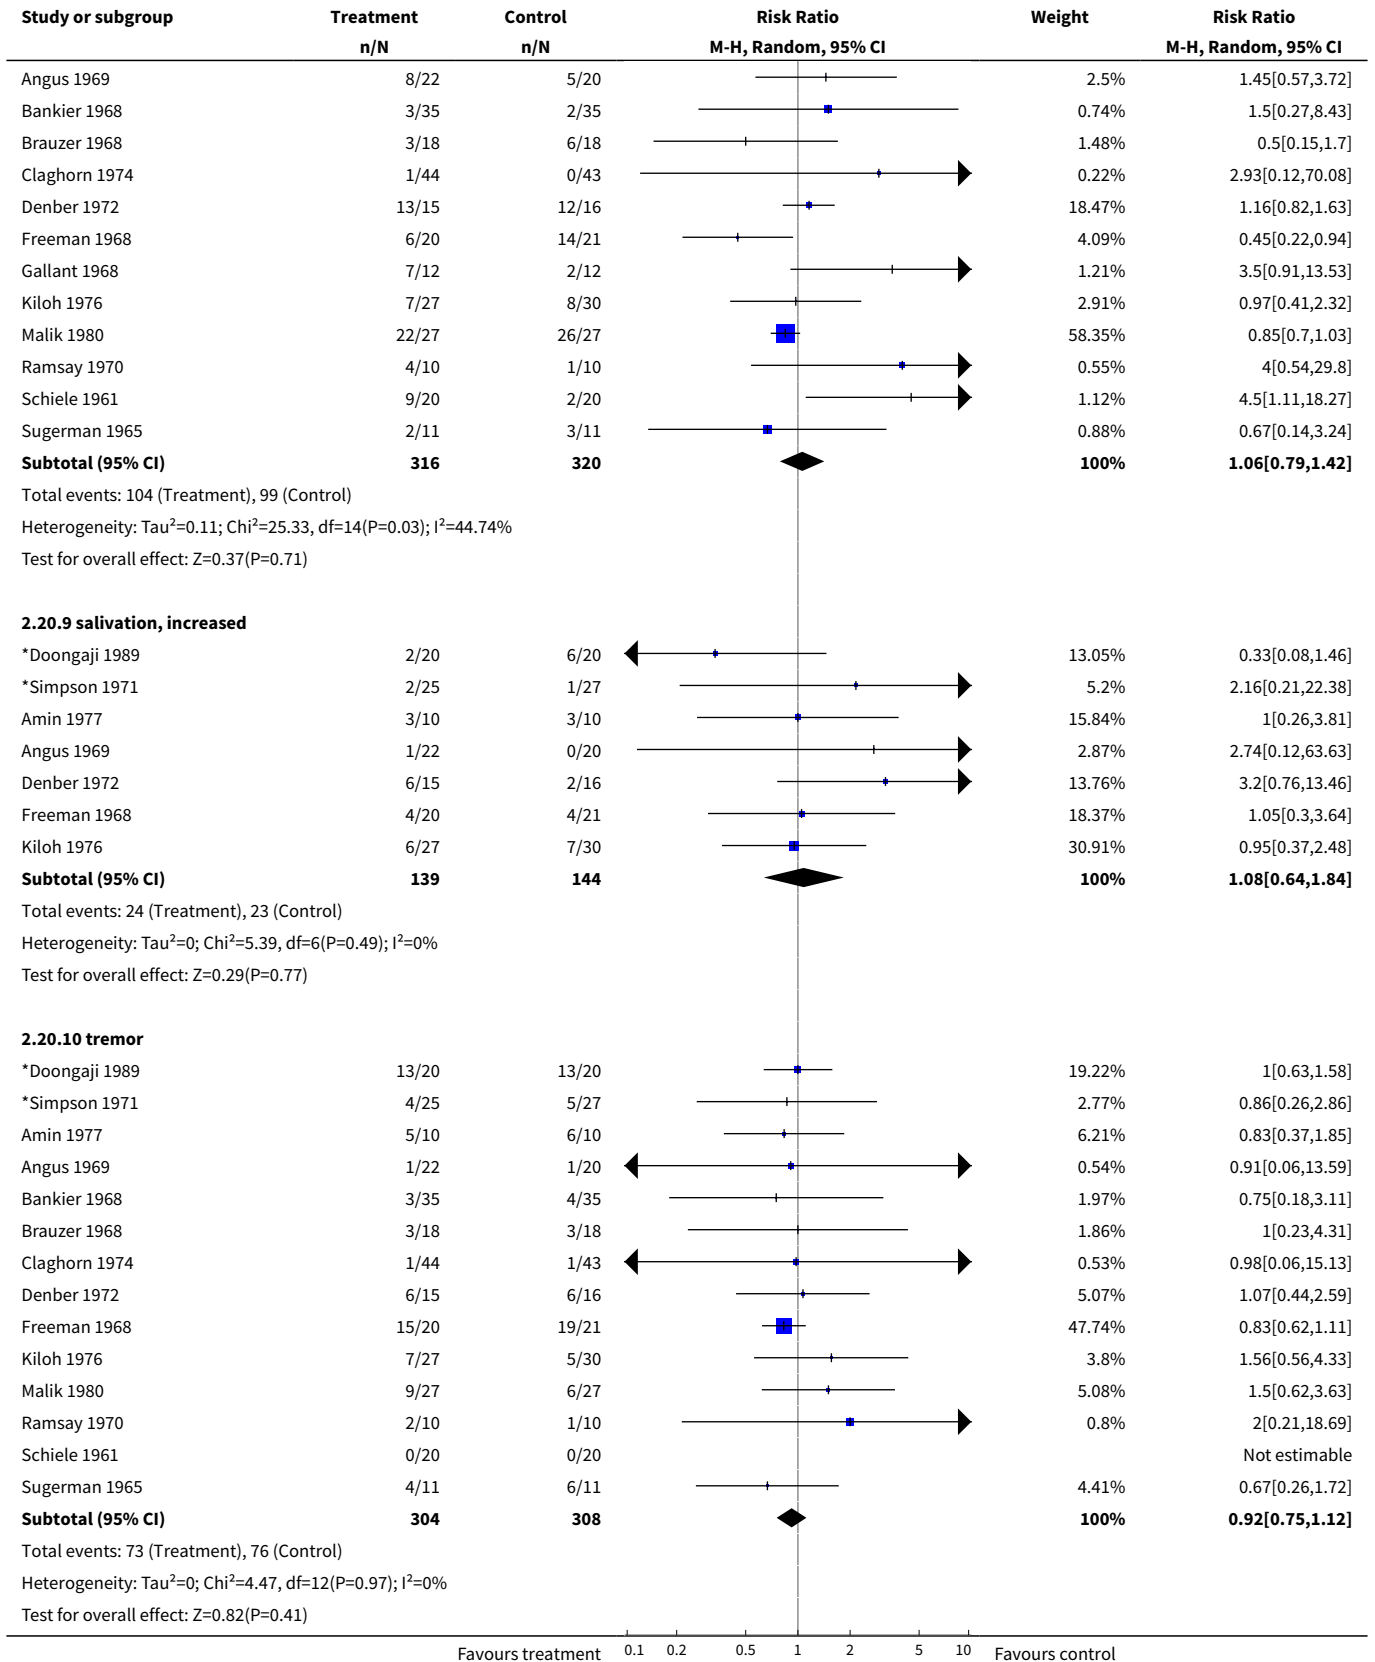 Study or subgroup Treatment Control Risk Ratio Weight Risk Ratio
n/N n/N M-H, Random, 95% CI M-H, Random, 95% CI
Angus 1969 8/22 5/20 2.5% 1.45[0.57,3.72]
Bankier 1968 3/35 2/35 0.74% 1.5[0.27,8.43]
Brauzer 1968 3/18 6/18 1.48% 0.5[0.15,1.7]
Claghorn 1974 1/44 0/43 0.22% 2.93[0.12,70.08]
Denber 1972 13/15 12/16 18.47% 1.16[0.82,1.63]
Freeman 1968 6/20 14/21 4.09% 0.45[0.22,0.94]
Gallant 1968 7/12 2/12 1.21% 3.5[0.91,13.53]
Kiloh 1976 7/27 8/30 2.91% 0.97[0.41,2.32]
Malik 1980 22/27 26/27 58.35% 0.85[0.7,1.03]
Ramsay 1970 4/10 1/10 0.55% 4[0.54,29.8]
Schiele 1961 9/20 2/20 1.12% 4.5[1.11,18.27]
Sugerman 1965 2/11 3/11 0.88% 0.67[0.14,3.24]
Subtotal (95% CI) 316 320 100% 1.06[0.79,1.42]
Total events: 104 (Treatment), 99 (Control)
Heterogeneity: Tau²=0.11; Chi²=25.33, df=14(P=0.03); I²=44.74%
Test for overall effect: Z=0.37(P=0.71)
2.20.9 salivation, increased
*Doongaji 1989 2/20 6/20 13.05% 0.33[0.08,1.46]
*Simpson 1971 2/25 1/27 5.2% 2.16[0.21,22.38]
Amin 1977 3/10 3/10 15.84% 1[0.26,3.81]
Angus 1969 1/22 0/20 2.87% 2.74[0.12,63.63]
Denber 1972 6/15 2/16 13.76% 3.2[0.76,13.46]
Freeman 1968 4/20 4/21 18.37% 1.05[0.3,3.64]
Kiloh 1976 6/27 7/30 30.91% 0.95[0.37,2.48]
Subtotal (95% CI) 139 144 100% 1.08[0.64,1.84]
Total events: 24 (Treatment), 23 (Control)
Heterogeneity: Tau²=0; Chi²=5.39, df=6(P=0.49); I²=0%
Test for overall effect: Z=0.29(P=0.77)
2.20.10 tremor
*Doongaji 1989 13/20 13/20 19.22% 1[0.63,1.58]
*Simpson 1971 4/25 5/27 2.77% 0.86[0.26,2.86]
Amin 1977 5/10 6/10 6.21% 0.83[0.37,1.85]
Angus 1969 1/22 1/20 0.54% 0.91[0.06,13.59]
Bankier 1968 3/35 4/35 1.97% 0.75[0.18,3.11]
Brauzer 1968 3/18 3/18 1.86% 1[0.23,4.31]
Claghorn 1974 1/44 1/43 0.53% 0.98[0.06,15.13]
Denber 1972 6/15 6/16 5.07% 1.07[0.44,2.59]
Freeman 1968 15/20 19/21 47.74% 0.83[0.62,1.11]
Kiloh 1976 7/27 5/30 3.8% 1.56[0.56,4.33]
Malik 1980 9/27 6/27 5.08% 1.5[0.62,3.63]
Ramsay 1970 2/10 1/10 0.8% 2[0.21,18.69]
Schiele 1961 0/20 0/20 Not estimable
Sugerman 1965 4/11 6/11 4.41% 0.67[0.26,1.72]
Subtotal (95% CI) 304 308 100% 0.92[0.75,1.12]
Total events: 73 (Treatment), 76 (Control)
Heterogeneity: Tau²=0; Chi²=4.47, df=12(P=0.97); I²=0%
Test for overall effect: Z=0.82(P=0.41)
Favours treatment 0.1 0.2 0.5 1 2 5 10 Favours control